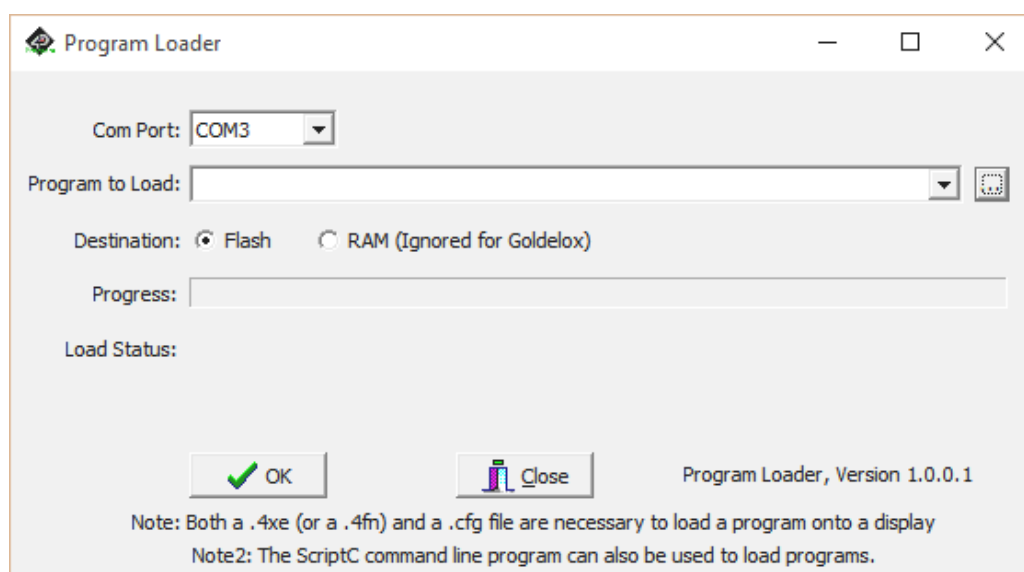 Program Loader
Com Port: COM3
Program to Load:
Destination: Flash RAM (Ignored for Goldelox)
Progress:
Load Status:
OK Close Program Loader, Version 1.0.0.1
Note: Both a .4xe (or a .4fn) and a .cfg file are necessary to load a program onto a display
Note2: The ScriptC command line program can also be used to load programs.